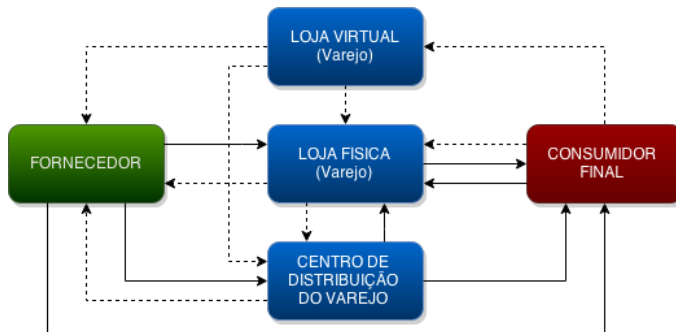 LOJA VIRTUAL
(Varejo)
FORNECEDOR
LOJA FISICA
(Varejo)
CONSUMIDOR
FINAL
CENTRO DE
DISTRIBUIÇÃO
DO VAREJO